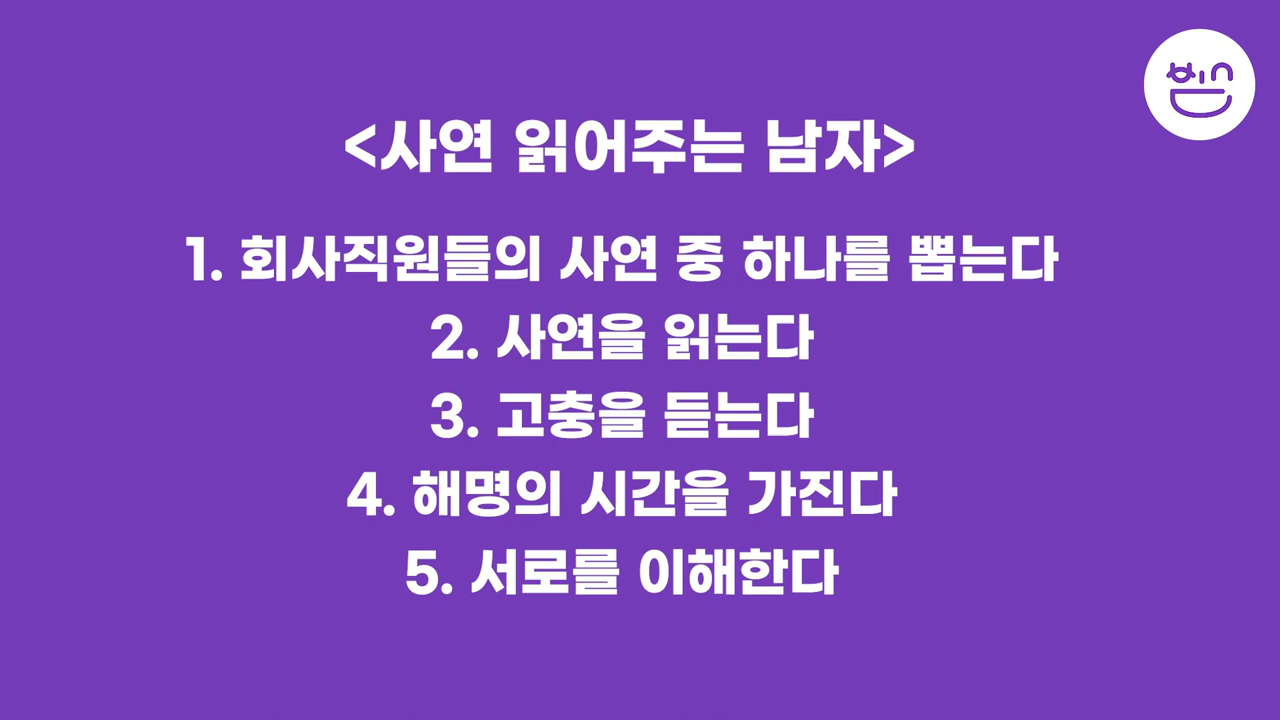 <사연 읽어주는 남자>
1. 회사직원들의 사연 중 하나를 뽑는다
2. 사연을 읽는다
3. 고충을 듣는다
4. 해명의 시간을 가진다
5. 서로를 이해한다